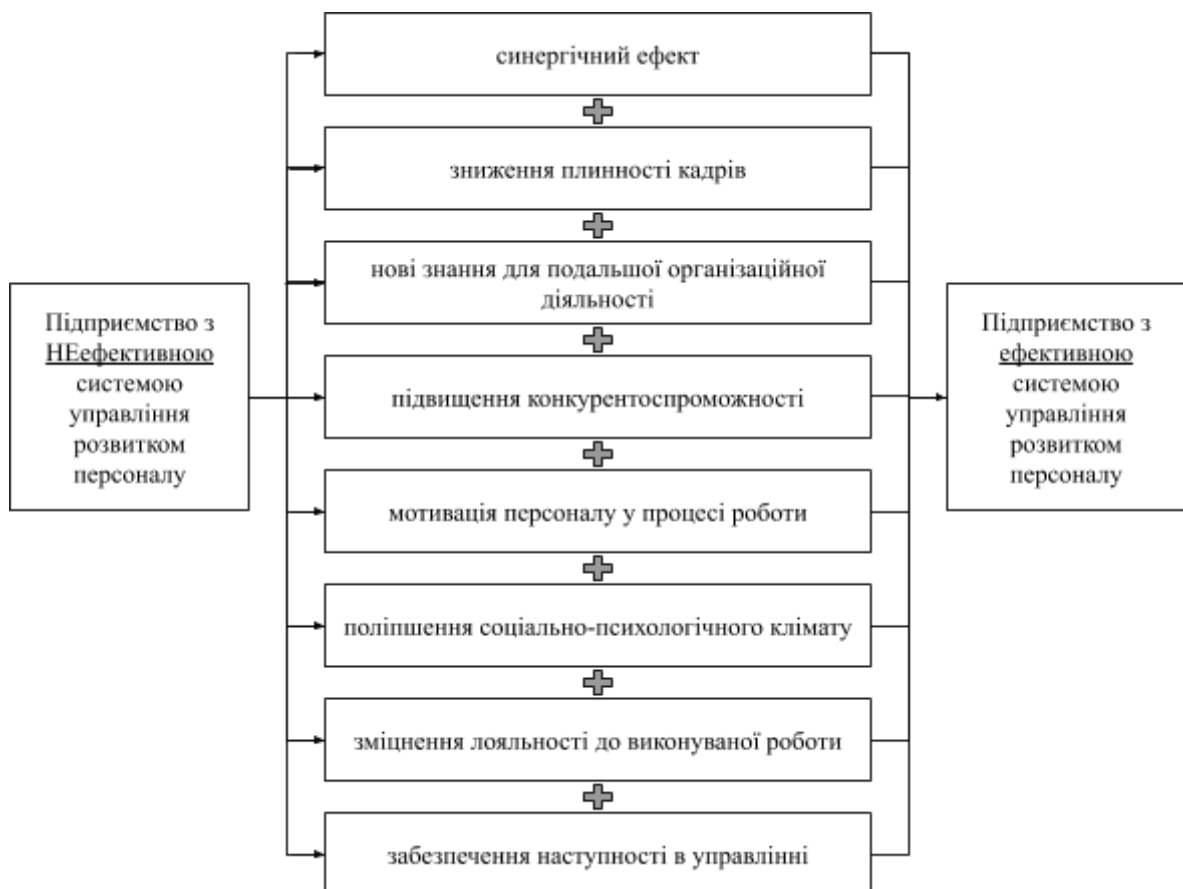 синергічний ефект
зниження плинності кадрів
нові знання для подальшої організаційної
діяльності
Підприємство з
НЕефективною
системою
управління
розвитком
персоналу
підвищення конкурентоспроможності
Підприємство з
ефективною
системою
управління
розвитком
персоналу
мотивація персоналу у процесі роботи
поліпшення соціально-психологічного клімату
зміцнення лояльності до виконуваної роботи
забезпечення наступності в управлінні